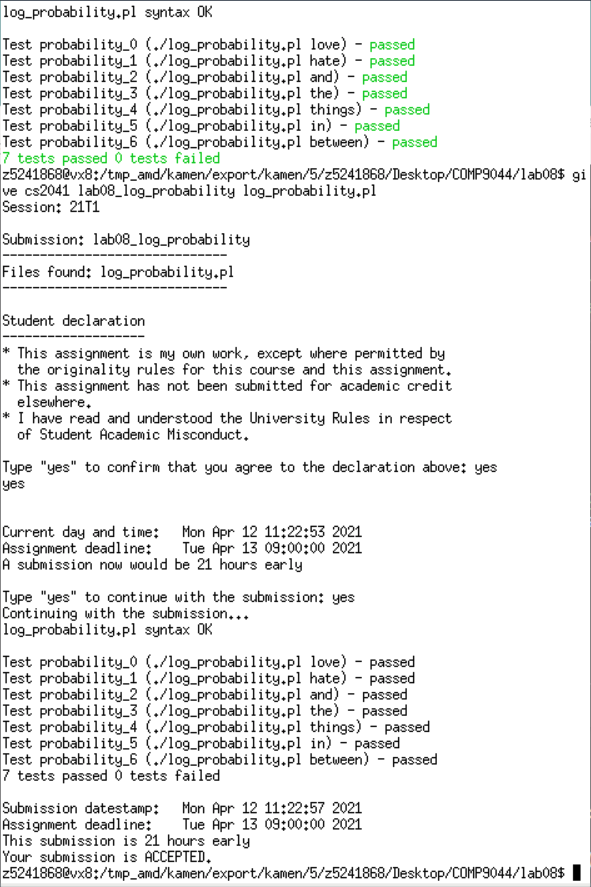 log_probability.pl syntax OK
Test probability_0 (./log_probability.pl love) - passed
Test probability_1 (./log_probability.pl hate) - passed
Test probability_2 (./log_probability.pl and) - passed
Test probability_3 (./log_probability.pl the) - passed
Test probability_4 (./log_probability.pl things) - passed
Test probability_5 (./log_probability.pl in) - passed
Test probability_6 (./log_probability.pl between) - passed
7 tests passed 0 tests failed
z5241868@vx8:/tmp_amd/kamen/export/kamen/5/z5241868/Desktop/COMP9044/lab08$ gi
ve cs2041 lab08_log_probability log_probability.pl
Session: 21T1
Submission: lab08_log_probability
------------------------------
Files found: log_probability.pl
------------------------------
Student declaration
-------------------
* This assignment is my own work, except where permitted by
  the originality rules for this course and this assignment.
* This assignment has not been submitted for academic credit
  elsewhere.
* I have read and understood the University Rules in respect
  of Student Academic Misconduct.
Type "yes" to confirm that you agree to the declaration above: yes
yes
Current day and time:   Mon Apr 12 11:22:53 2021
Assignment deadline:    Tue Apr 13 09:00:00 2021
A submission now would be 21 hours early
Type "yes" to continue with the submission: yes
Continuing with the submission...
log_probability.pl syntax OK
Test probability_0 (./log_probability.pl love) - passed
Test probability_1 (./log_probability.pl hate) - passed
Test probability_2 (./log_probability.pl and) - passed
Test probability_3 (./log_probability.pl the) - passed
Test probability_4 (./log_probability.pl things) - passed
Test probability_5 (./log_probability.pl in) - passed
Test probability_6 (./log_probability.pl between) - passed
7 tests passed 0 tests failed
Submission datestamp:   Mon Apr 12 11:22:57 2021
Assignment deadline:    Tue Apr 13 09:00:00 2021
This submission is 21 hours early
Your submission is ACCEPTED.
z5241868@vx8:/tmp_amd/kamen/export/kamen/5/z5241868/Desktop/COMP9044/lab08$